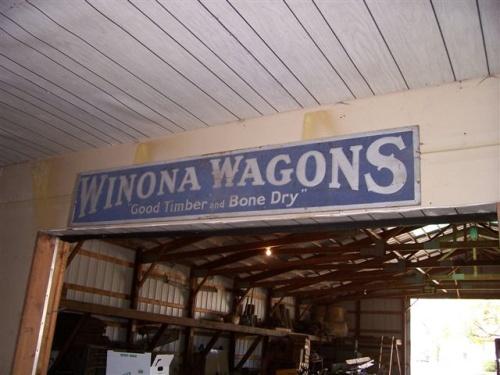 WINONA WAGONS
"Good Timber and Bone Dry"